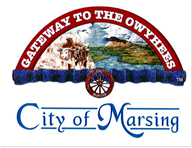 GATEWAY TO THE OWYHEES
TM
City of Marsing